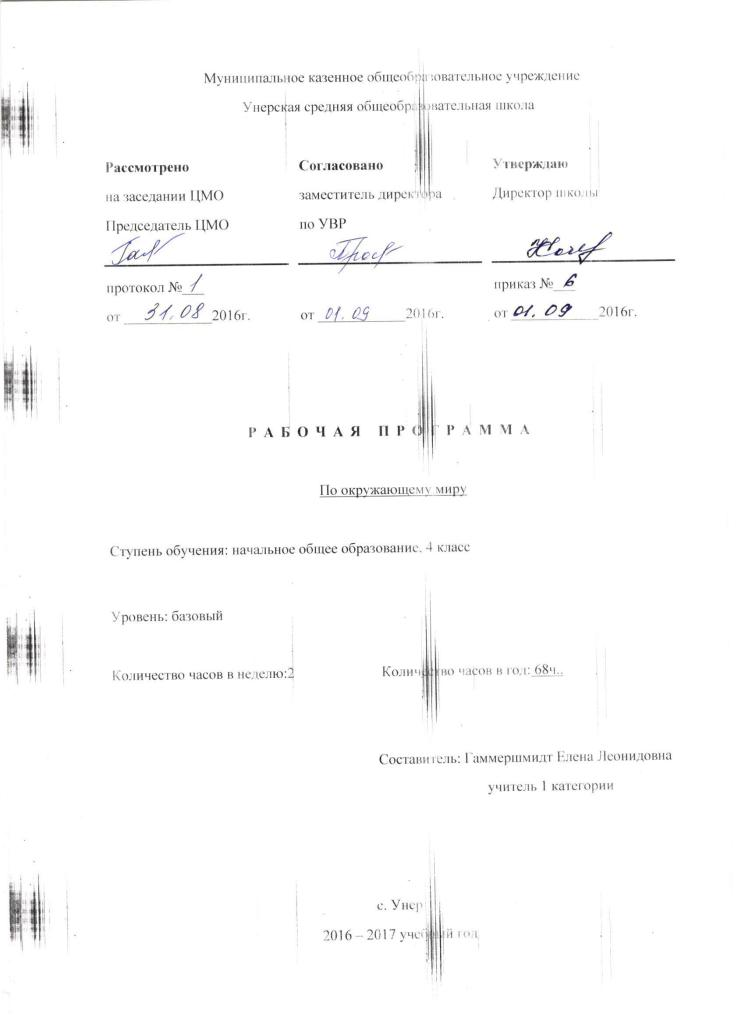 Муниципальное казенное общеобразовательное учреждение
Унерская средняя общеобразовательная школа
Рассмотрено
на заседании ЦМО
Председатель ЦМО
протокол № 1
от 31.08 2016г.
Согласовано
заместитель директора
по УВР
от 01.09 2016г.
Утверждаю
Директор школы
приказ № 6
от 01.09 2016г.
РАБОЧАЯ ПРОГРАММА
По окружающему миру
Ступень обучения: начальное общее образование, 4 класс
Уровень: базовый
Количество часов в неделю:2 Количество часов в год: 68ч..
Составитель: Гаммершмидт Елена Леонидовна
учитель 1 категории
с. Унер
2016 – 2017 учебный год